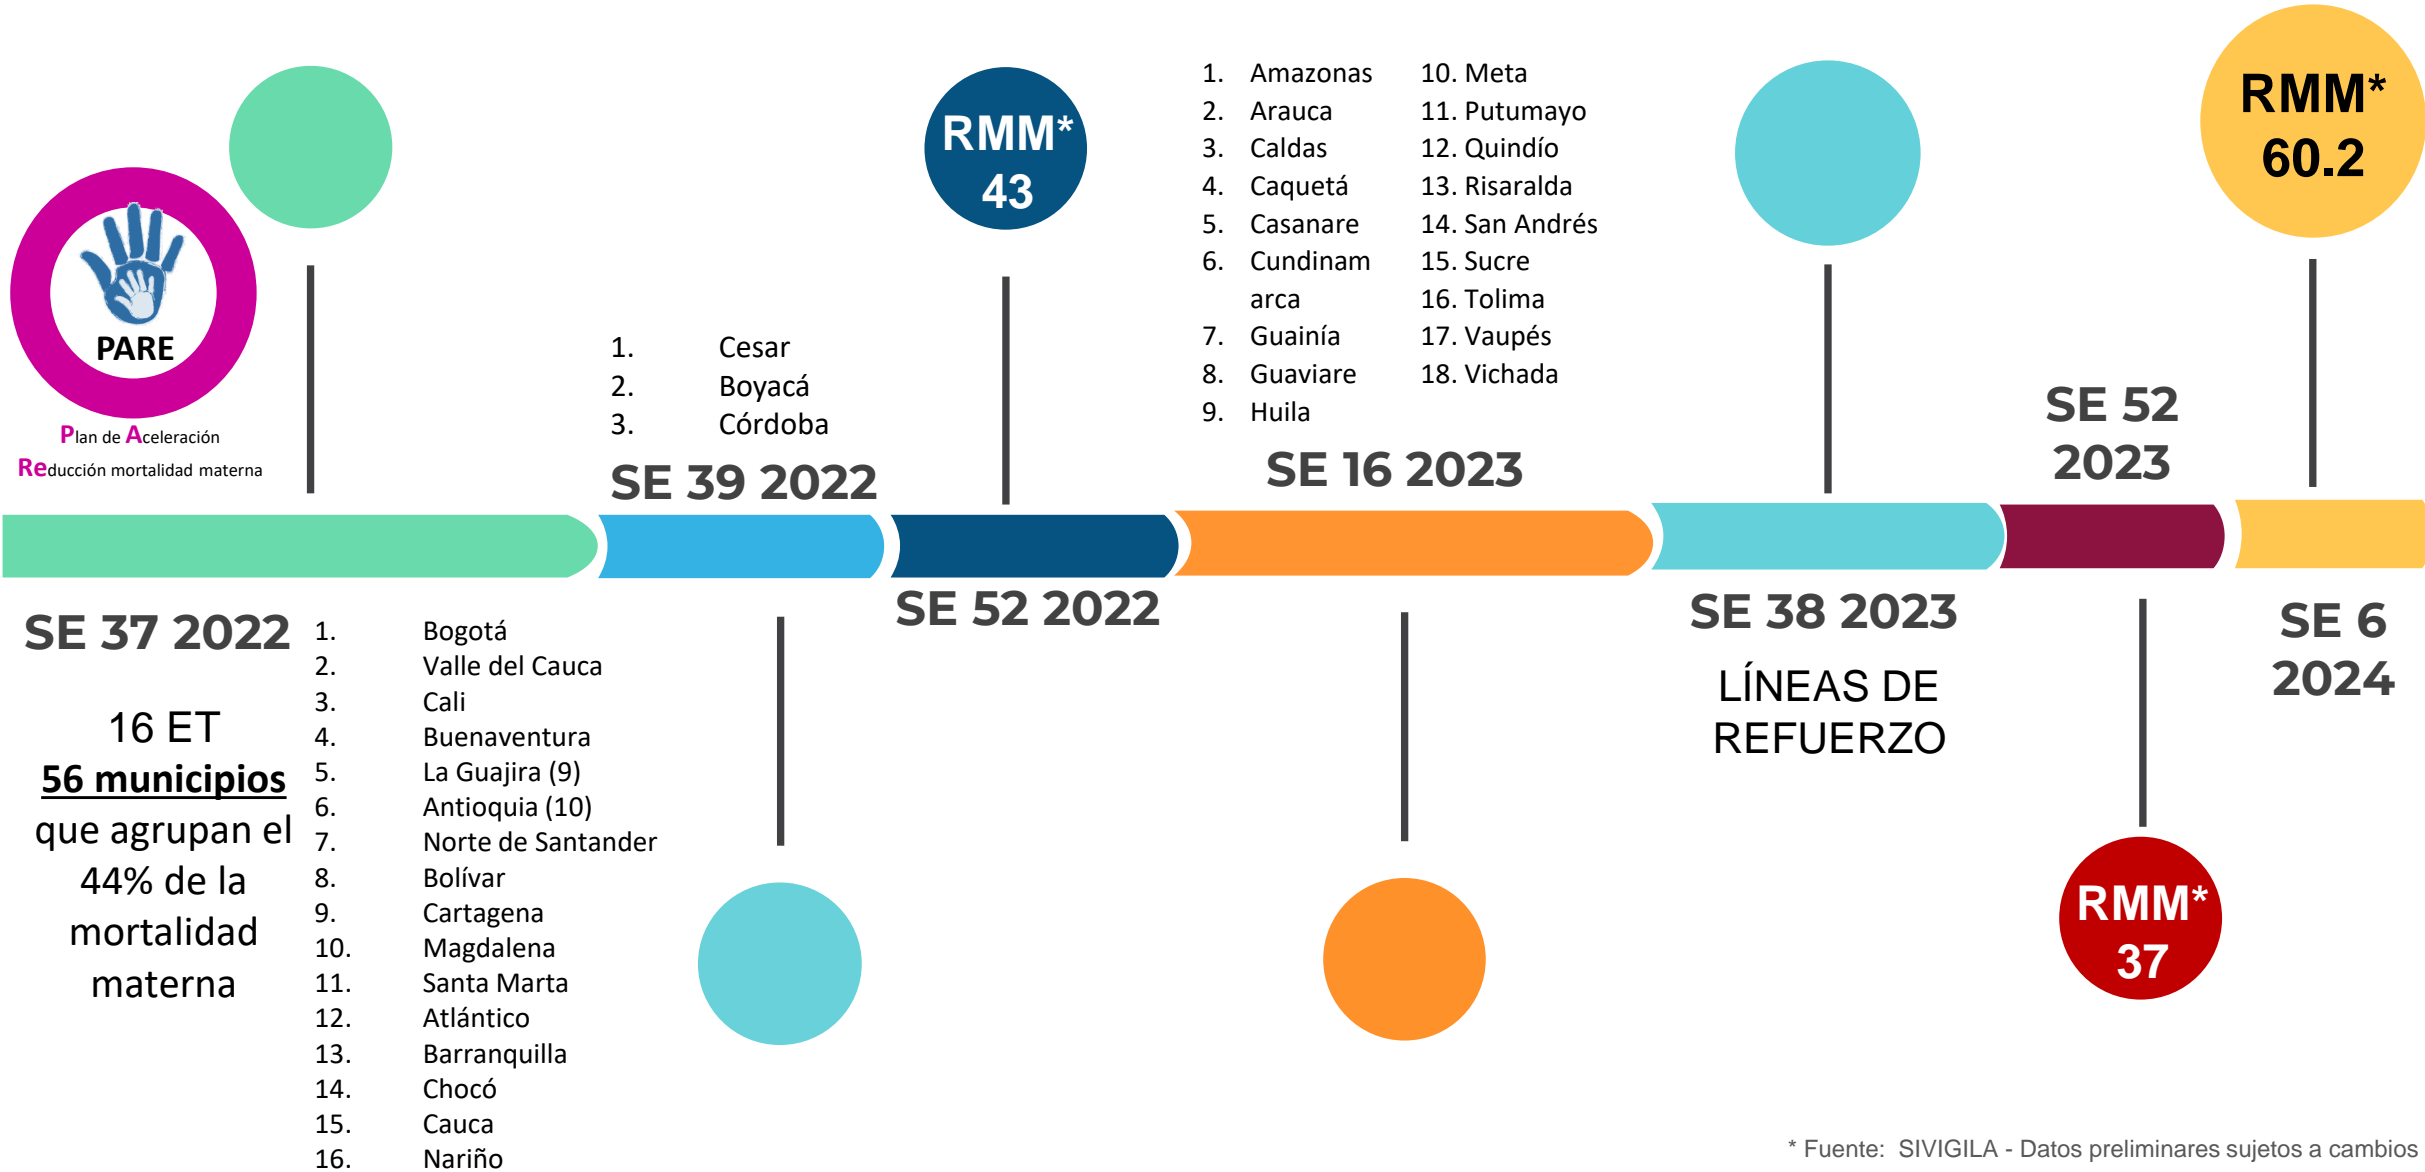 PARE
Plan de Aceleración
Reducción mortalidad materna
SE 37 2022
16 ET
56 municipios
que agrupan el
44% de la
mortalidad
materna
1. Bogotá
2. Valle del Cauca
3. Cali
4. Buenaventura
5. La Guajira (9)
6. Antioquia (10)
7. Norte de Santander
8. Bolívar
9. Cartagena
10. Magdalena
11. Santa Marta
12. Atlántico
13. Barranquilla
14. Chocó
15. Cauca
16. Nariño
1. Cesar
2. Boyacá
3. Córdoba
SE 39 2022
RMM*
43
SE 52 2022
1. Amazonas
2. Arauca
3. Caldas
4. Caquetá
5. Casanare
6. Cundinam
arca
7. Guainía
8. Guaviare
9. Huila
10. Meta
11. Putumayo
12. Quindío
13. Risaralda
14. San Andrés
15. Sucre
16. Tolima
17. Vaupés
18. Vichada
SE 16 2023
SE 38 2023
LÍNEAS DE
REFUERZO
SE 52
2023
RMM*
37
RMM*
60.2
SE 6
2024
* Fuente: SIVIGILA - Datos preliminares sujetos a cambios